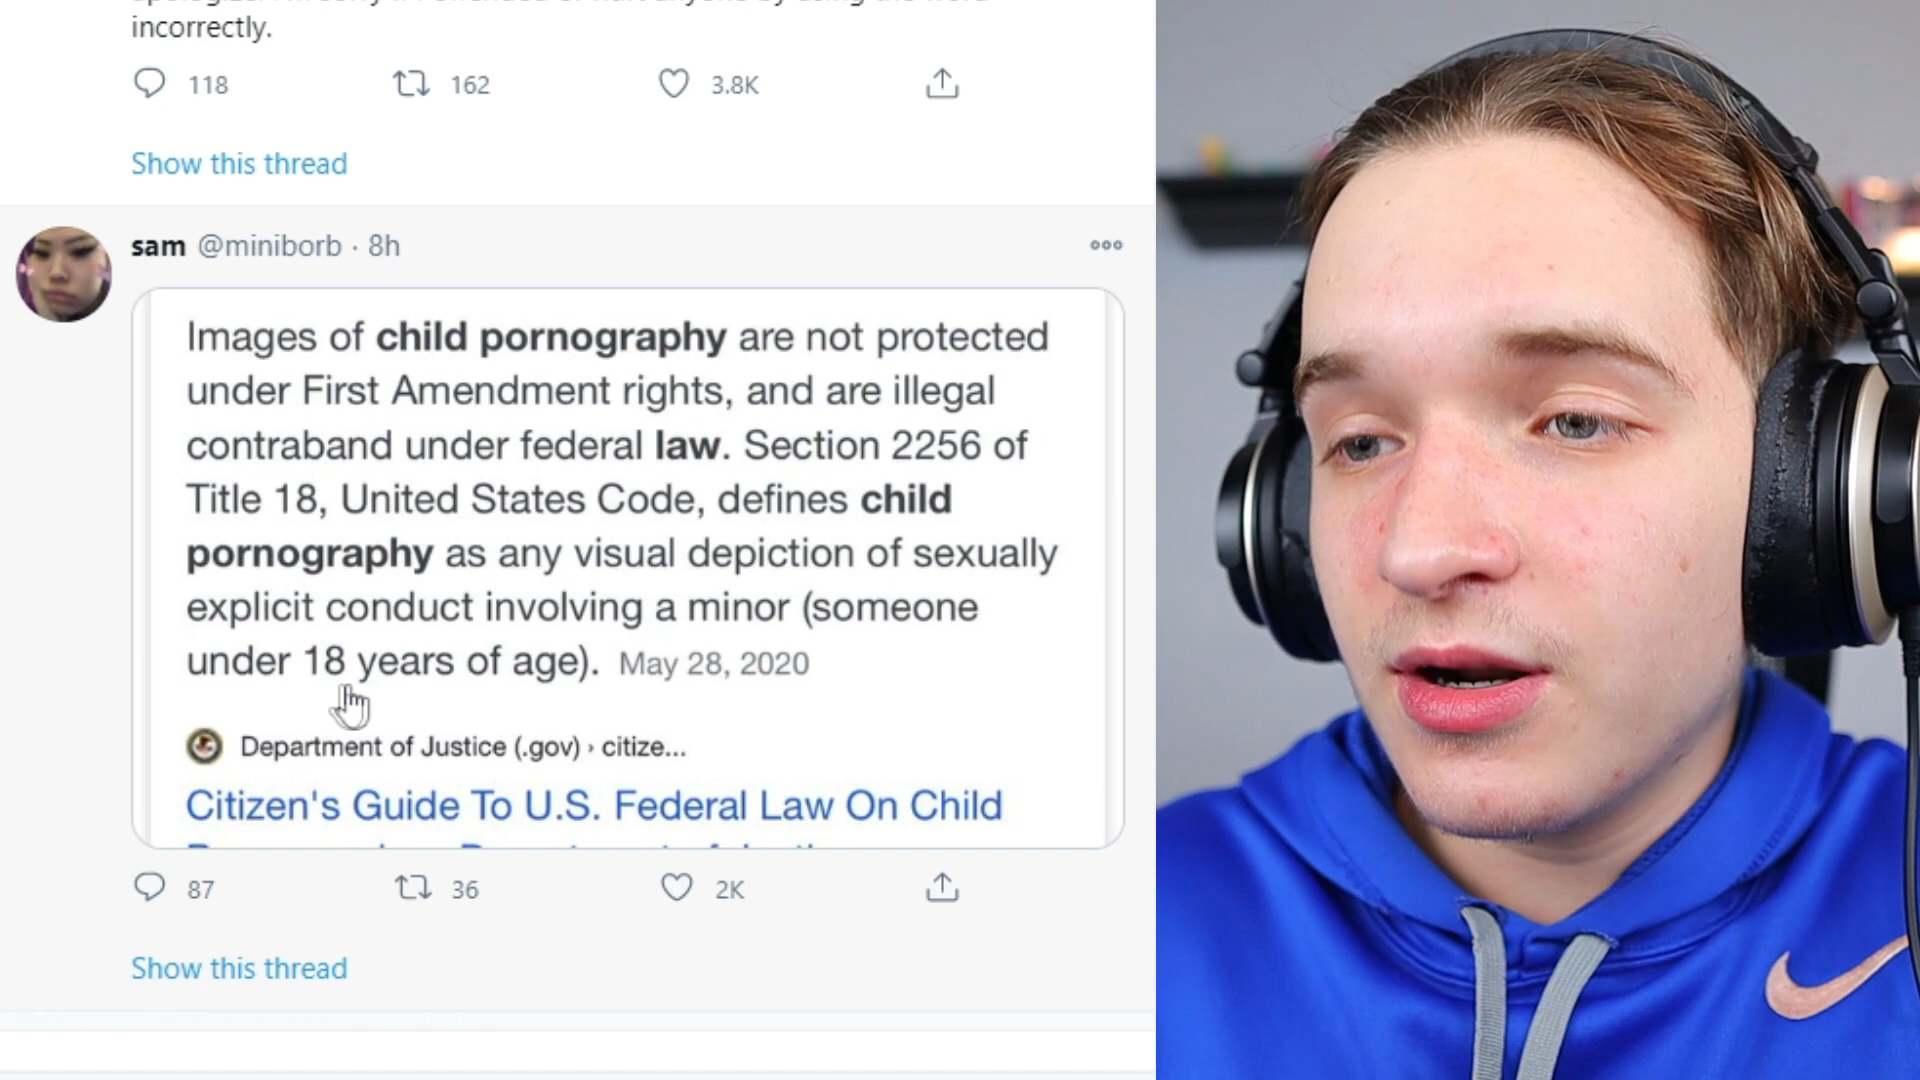 incorrectly.
118 162 3.8K
Show this thread
sam @miniborb · 8h
Images of child pornography are not protected
under First Amendment rights, and are illegal
contraband under federal law. Section 2256 of
Title 18, United States Code, defines child
pornography as any visual depiction of sexually
explicit conduct involving a minor (someone
under 18 years of age). May 28, 2020
Department of Justice (.gov) › citize...
Citizen's Guide To U.S. Federal Law On Child
87 36 2K
Show this thread